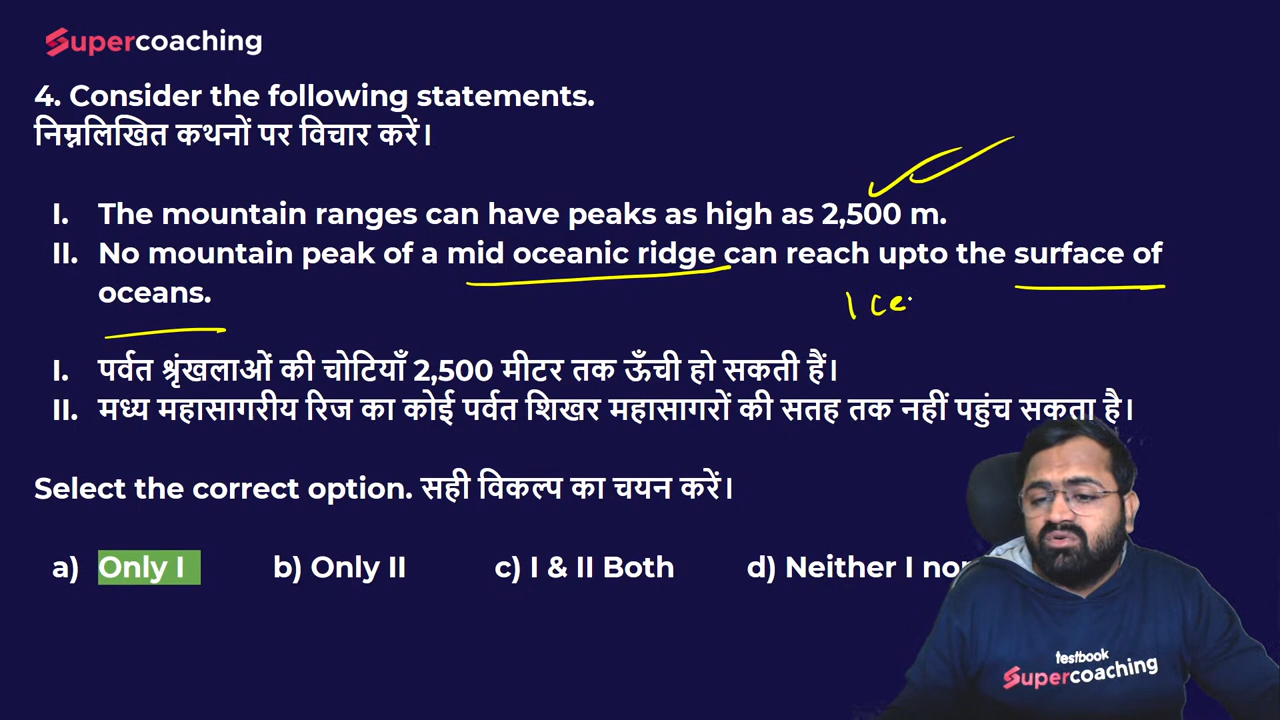 Supercoaching
4. Consider the following statements.
निम्नलिखित कथनों पर विचार करें।
I. The mountain ranges can have peaks as high as 2,500 m.
II. No mountain peak of a mid oceanic ridge can reach upto the surface of
oceans.
Ice
I. पर्वत श्रृंखलाओं की चोटियाँ 2,500 मीटर तक ऊँची हो सकती हैं।
II. मध्य महासागरीय रिज का कोई पर्वत शिखर महासागरों की सतह तक नहीं पहुंच सकता है।
Select the correct option. सही विकल्प का चयन करें।
a) Only I b) Only II c) I & II Both d) Neither I nor
testbook
Supercoaching